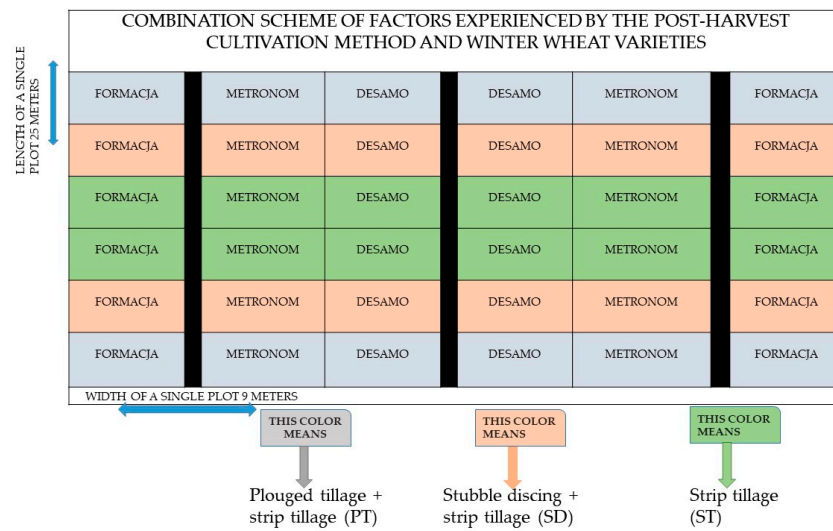 COMBINATION SCHEME OF FACTORS EXPERIENCED BY THE POST-HARVEST
CULTIVATION METHOD AND WINTER WHEAT VARIETIES
LENGTH OF A SINGLE
PLOT 25 METERS
FORMACJA METRONOM DESAMO DESAMO METRONOM FORMACJA
FORMACJA METRONOM DESAMO DESAMO METRONOM FORMACJA
FORMACJA METRONOM DESAMO DESAMO METRONOM FORMACJA
FORMACJA METRONOM DESAMO DESAMO METRONOM FORMACJA
FORMACJA METRONOM DESAMO DESAMO METRONOM FORMACJA
FORMACJA METRONOM DESAMO DESAMO METRONOM FORMACJA
WIDTH OF A SINGLE PLOT 9 METERS
THIS COLOR
MEANS
THIS COLOR
MEANS
THIS COLOR
MEANS
Plouged tillage +
strip tillage (PT)
Stubble discing +
strip tillage (SD)
Strip tillage
(ST)